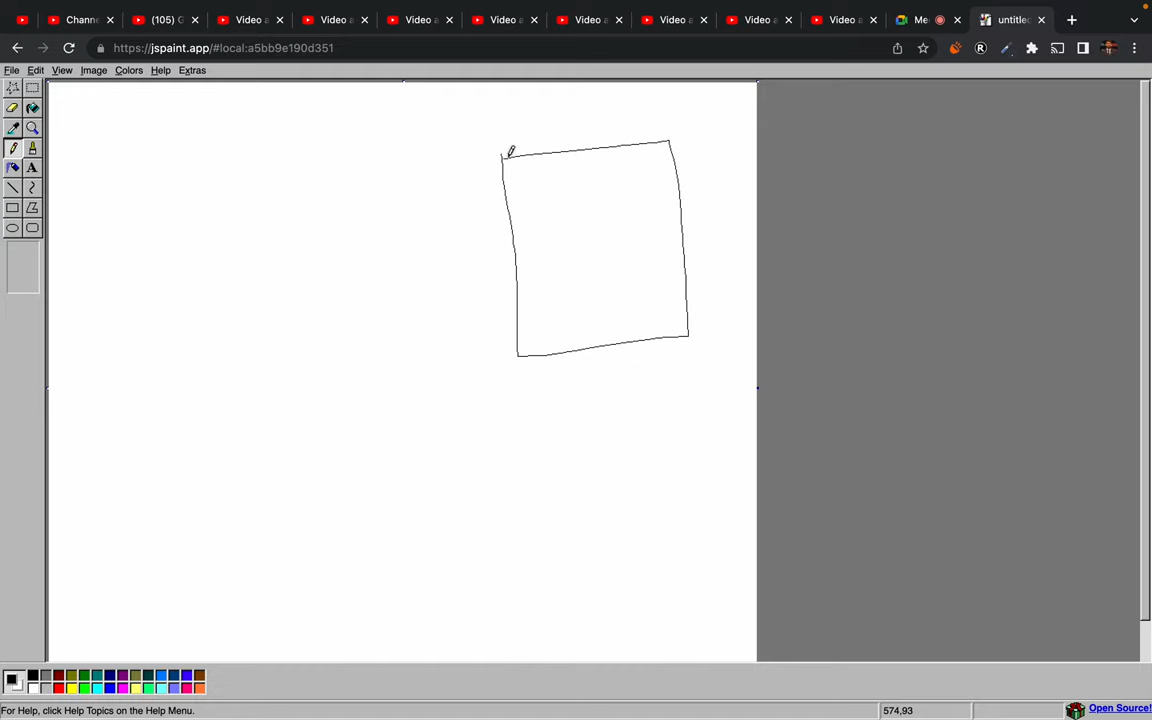 Channe
(105) G
Video a
Video a
Video a
Video a
Video a
Video a
Video a
Video a
Me
untitle
https://jspaint.app/#local:a5bb9e190d351
File Edit View Image Colors Help Extras
A
For Help, click Help Topics on the Help Menu.
574,93
Open Source!